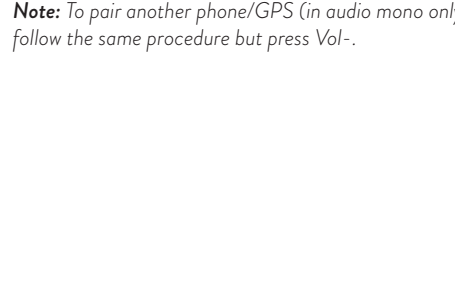 Note: To pair another phone/GPS (in audio mono only
follow the same procedure but press Vol-.